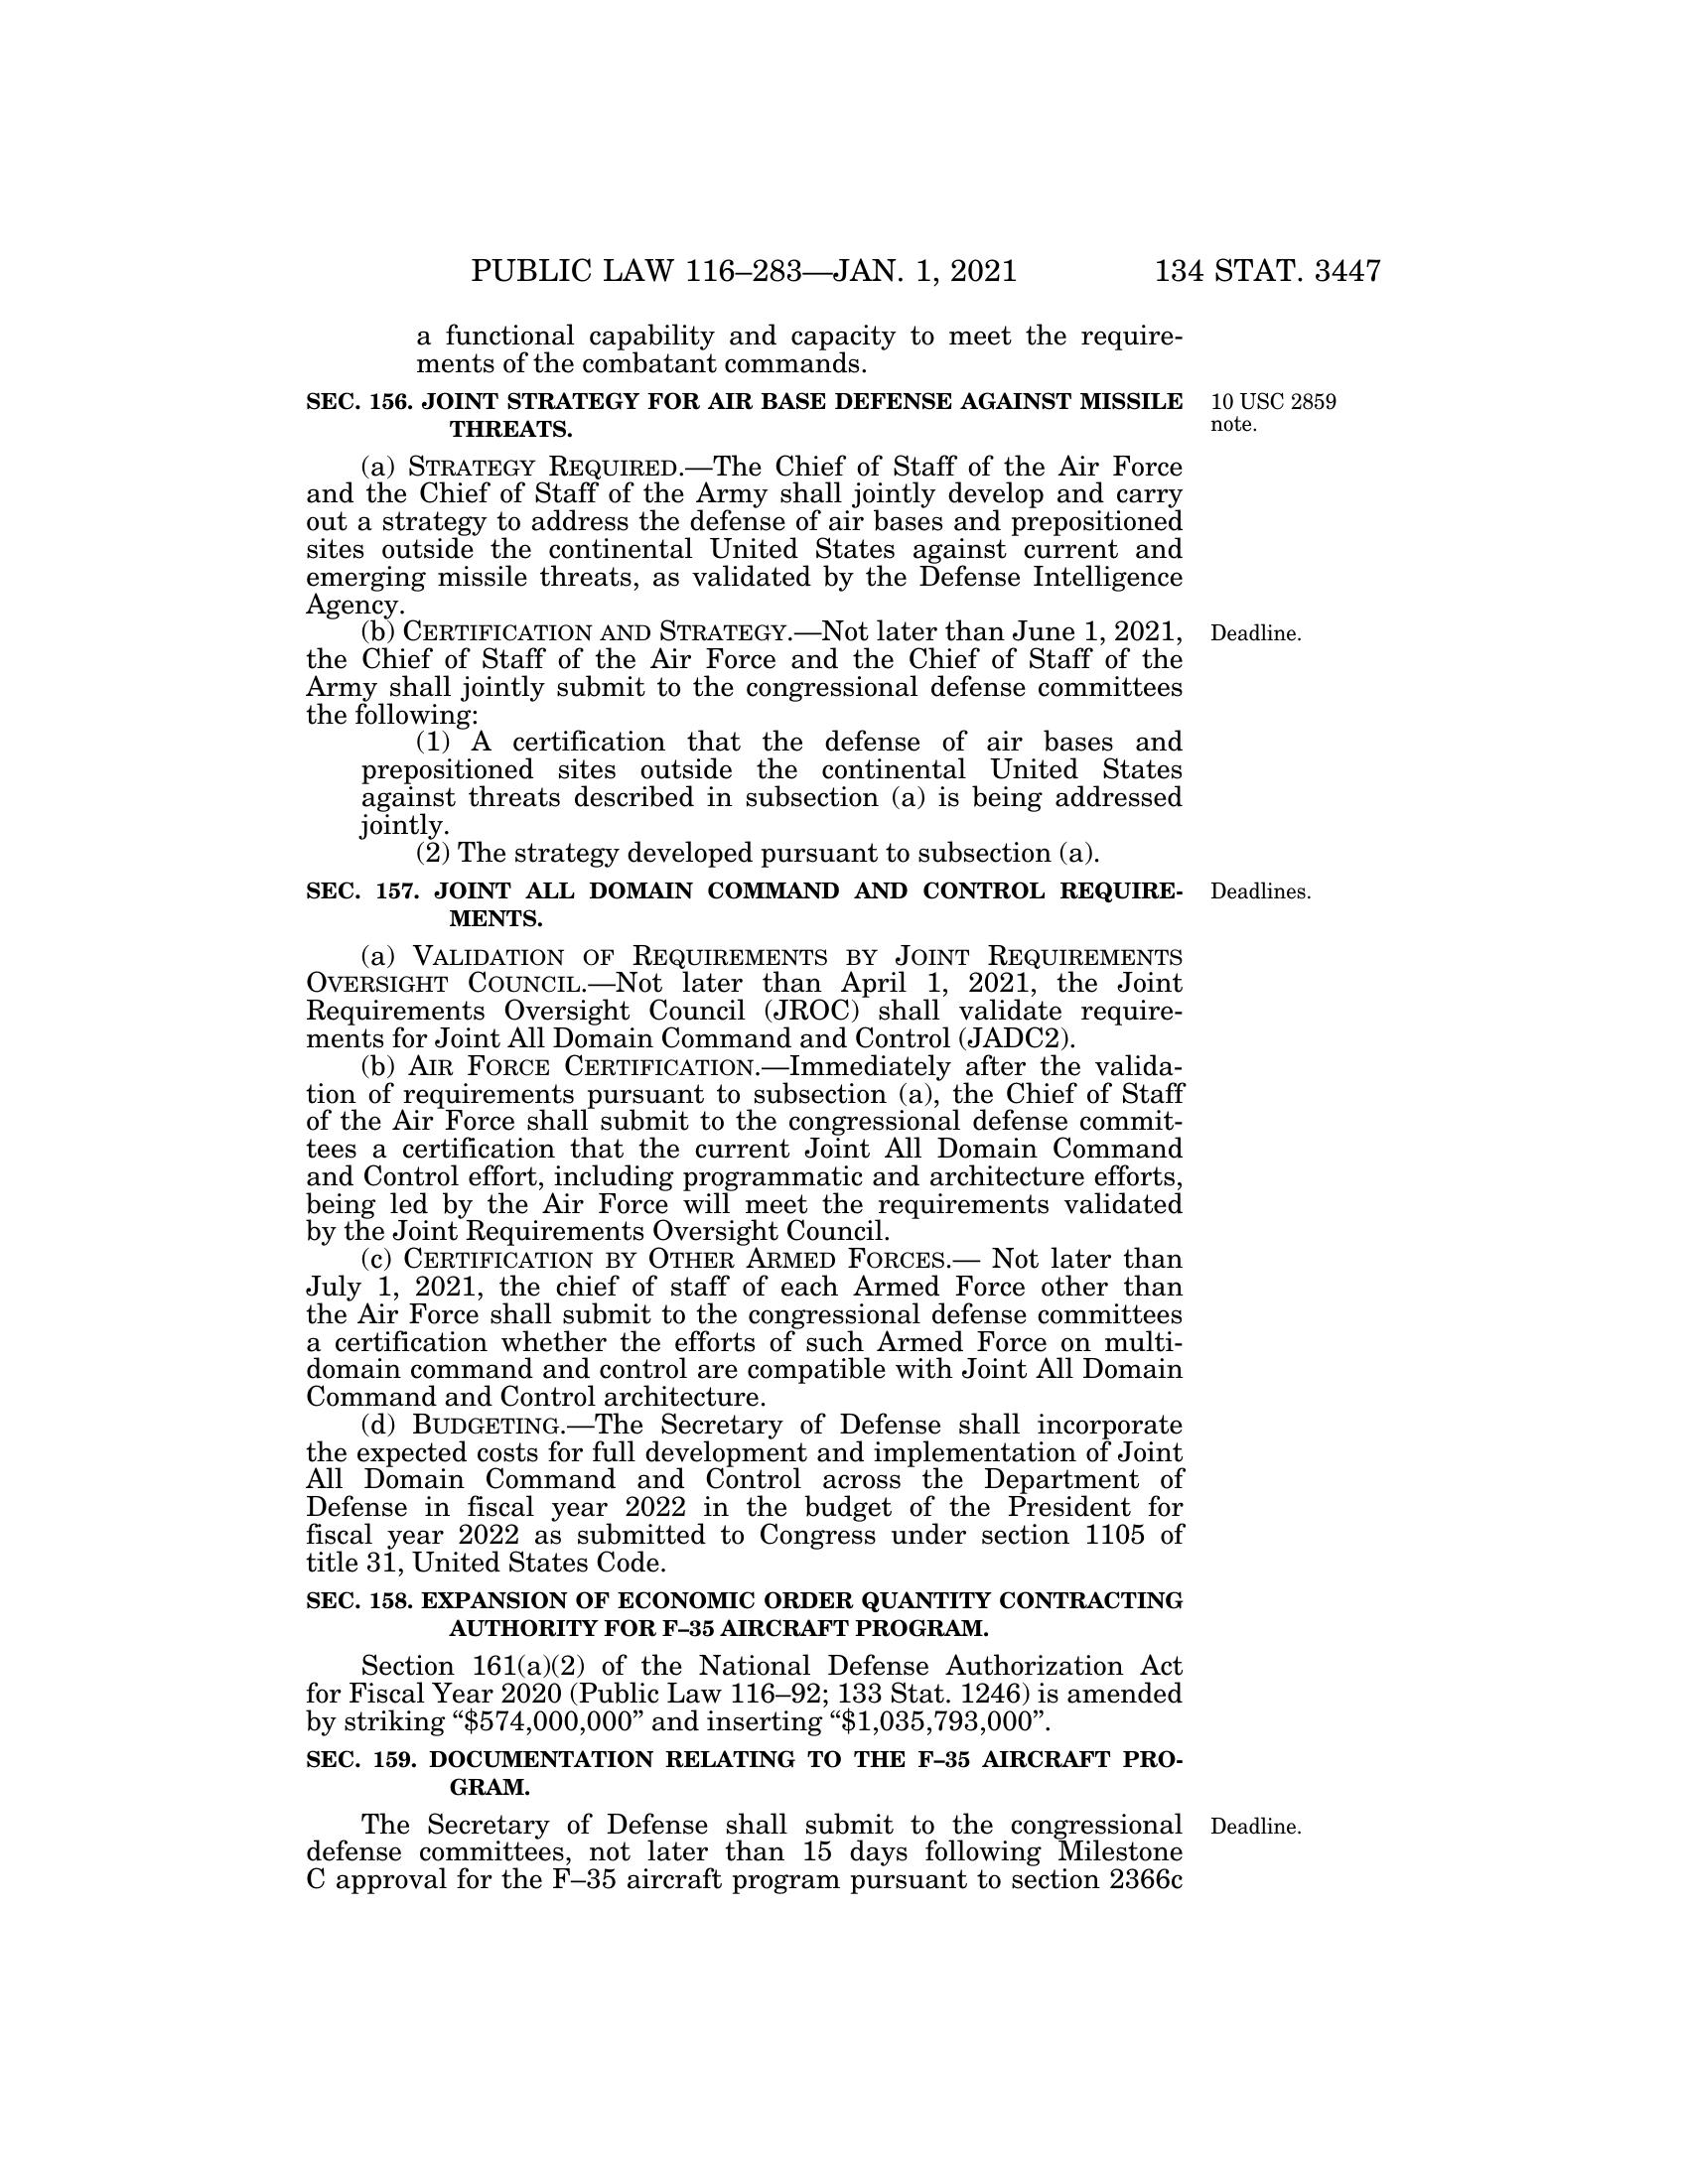 PUBLIC LAW 116–283—JAN. 1, 2021 134 STAT. 3447
a functional capability and capacity to meet the require-
ments of the combatant commands.
SEC. 156. JOINT STRATEGY FOR AIR BASE DEFENSE AGAINST MISSILE
THREATS.
10 USC 2859
note.
(a) STRATEGY REQUIRED.—The Chief of Staff of the Air Force
and the Chief of Staff of the Army shall jointly develop and carry
out a strategy to address the defense of air bases and prepositioned
sites outside the continental United States against current and
emerging missile threats, as validated by the Defense Intelligence
Agency.
(b) CERTIFICATION AND STRATEGY.—Not later than June 1, 2021,
Deadline.
the Chief of Staff of the Air Force and the Chief of Staff of the
Army shall jointly submit to the congressional defense committees
the following:
(1) A certification that the defense of air bases and
prepositioned sites outside the continental United States
against threats described in subsection (a) is being addressed
jointly.
(2) The strategy developed pursuant to subsection (a).
SEC. 157. JOINT ALL DOMAIN COMMAND AND CONTROL REQUIRE-
MENTS.
Deadlines.
(a) VALIDATION OF REQUIREMENTS BY JOINT REQUIREMENTS
OVERSIGHT COUNCIL.—Not later than April 1, 2021, the Joint
Requirements Oversight Council (JROC) shall validate require-
ments for Joint All Domain Command and Control (JADC2).
(b) AIR FORCE CERTIFICATION.—Immediately after the valida-
tion of requirements pursuant to subsection (a), the Chief of Staff
of the Air Force shall submit to the congressional defense commit-
tees a certification that the current Joint All Domain Command
and Control effort, including programmatic and architecture efforts,
being led by the Air Force will meet the requirements validated
by the Joint Requirements Oversight Council.
(c) CERTIFICATION BY OTHER ARMED FORCES.— Not later than
July 1, 2021, the chief of staff of each Armed Force other than
the Air Force shall submit to the congressional defense committees
a certification whether the efforts of such Armed Force on multi-
domain command and control are compatible with Joint All Domain
Command and Control architecture.
(d) BUDGETING.—The Secretary of Defense shall incorporate
the expected costs for full development and implementation of Joint
All Domain Command and Control across the Department of
Defense in fiscal year 2022 in the budget of the President for
fiscal year 2022 as submitted to Congress under section 1105 of
title 31, United States Code.
SEC. 158. EXPANSION OF ECONOMIC ORDER QUANTITY CONTRACTING
AUTHORITY FOR F–35 AIRCRAFT PROGRAM.
Section 161(a)(2) of the National Defense Authorization Act
for Fiscal Year 2020 (Public Law 116–92; 133 Stat. 1246) is amended
by striking “$574,000,000” and inserting “$1,035,793,000”.
SEC. 159. DOCUMENTATION RELATING TO THE F–35 AIRCRAFT PRO-
GRAM.
The Secretary of Defense shall submit to the congressional
Deadline.
defense committees, not later than 15 days following Milestone
C approval for the F–35 aircraft program pursuant to section 2366c